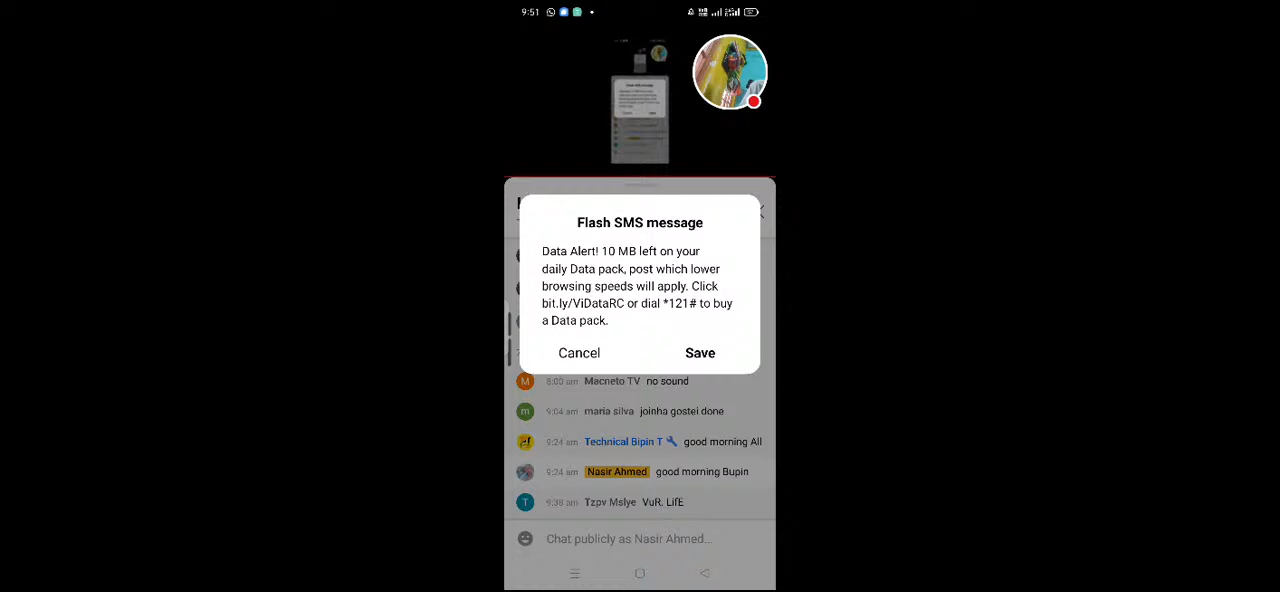 9:51
Flash SMS message
Data Alert! 10 MB left on your
daily Data pack, post which lower
browsing speeds will apply. Click
bit.ly/ViDataRC or dial *121# to buy
a Data pack.
Cancel Save
M 8:00 am Macneto TV no sound
m 9:04 am maria silva joinha gostei done
9:24 am Technical Bipin T good morning All
9:24 am Nasir Ahmed good morning Bupin
T 9:38 am Tzpv Mslye VuR. LifE
Chat publicly as Nasir Ahmed...